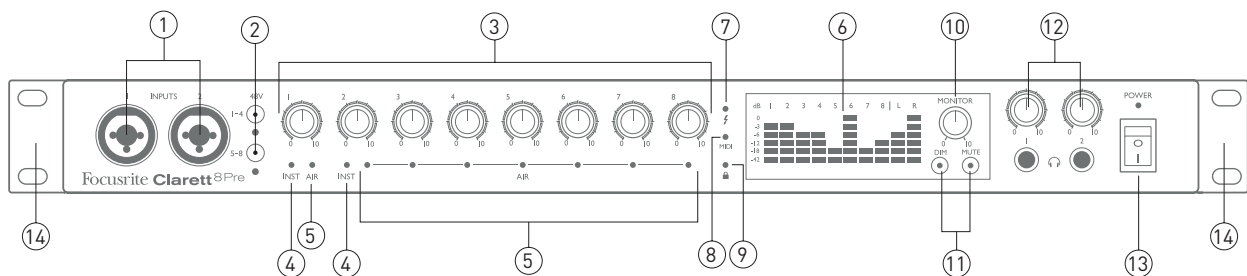 1 2 3 7 6 10 12
1 INPUTS 2 48V 1 2 3 4 5 6 7 8
1-4
5-8
0 10 0 10 0 10 0 10 0 10 0 10 0 10 0 10
INST AIR INST AIR
Focusrite Clarett 8Pre
MIDI
dB 1 2 3 4 5 6 7 8 L R
0
-3
-6
-12
-18
-42
MONITOR
0 10
DIM MUTE
0 10 0 10
1 2
POWER
14 5 4 4 5 8 9 11 13 14